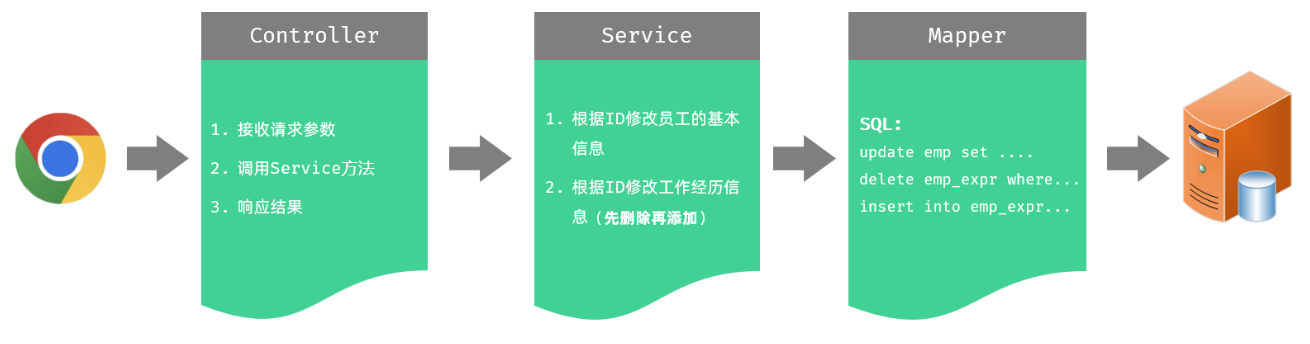 Controller
1. 接收请求参数
2. 调用Service方法
3. 响应结果
Service
1. 根据ID修改员工的基本
信息
2. 根据ID修改工作经历信
息（先删除再添加）
Mapper
SQL:
update emp set ....
delete emp_expr where...
insert into emp_expr...